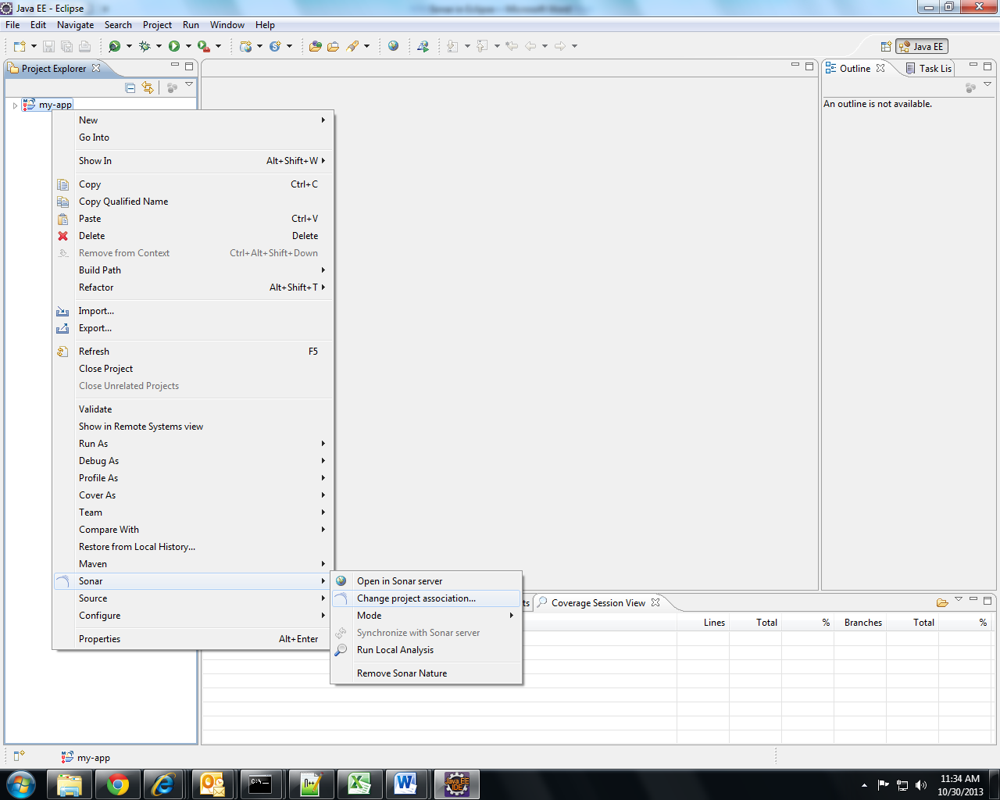 Java EE - Eclipse
File Edit Navigate Search Project Run Window Help
Java EE
Project Explorer
my-app
Outline
Task Lis
An outline is not available.
New
Go Into
Show In Alt+Shift+W
Copy Ctrl+C
Copy Qualified Name
Paste Ctrl+V
Delete Delete
Remove from Context Ctrl+Alt+Shift+Down
Build Path
Refactor Alt+Shift+T
Import...
Export...
Refresh F5
Close Project
Close Unrelated Projects
Validate
Show in Remote Systems view
Run As
Debug As
Profile As
Cover As
Team
Compare With
Restore from Local History...
Maven
Sonar
Source
Configure
Properties Alt+Enter
Open in Sonar server
Change project association...
Mode
Synchronize with Sonar server
Run Local Analysis
Remove Sonar Nature
ts
Coverage Session View
Lines Total % Branches Total %
my-app
C:\.
Java EE
IDE
11:34 AM
10/30/2013